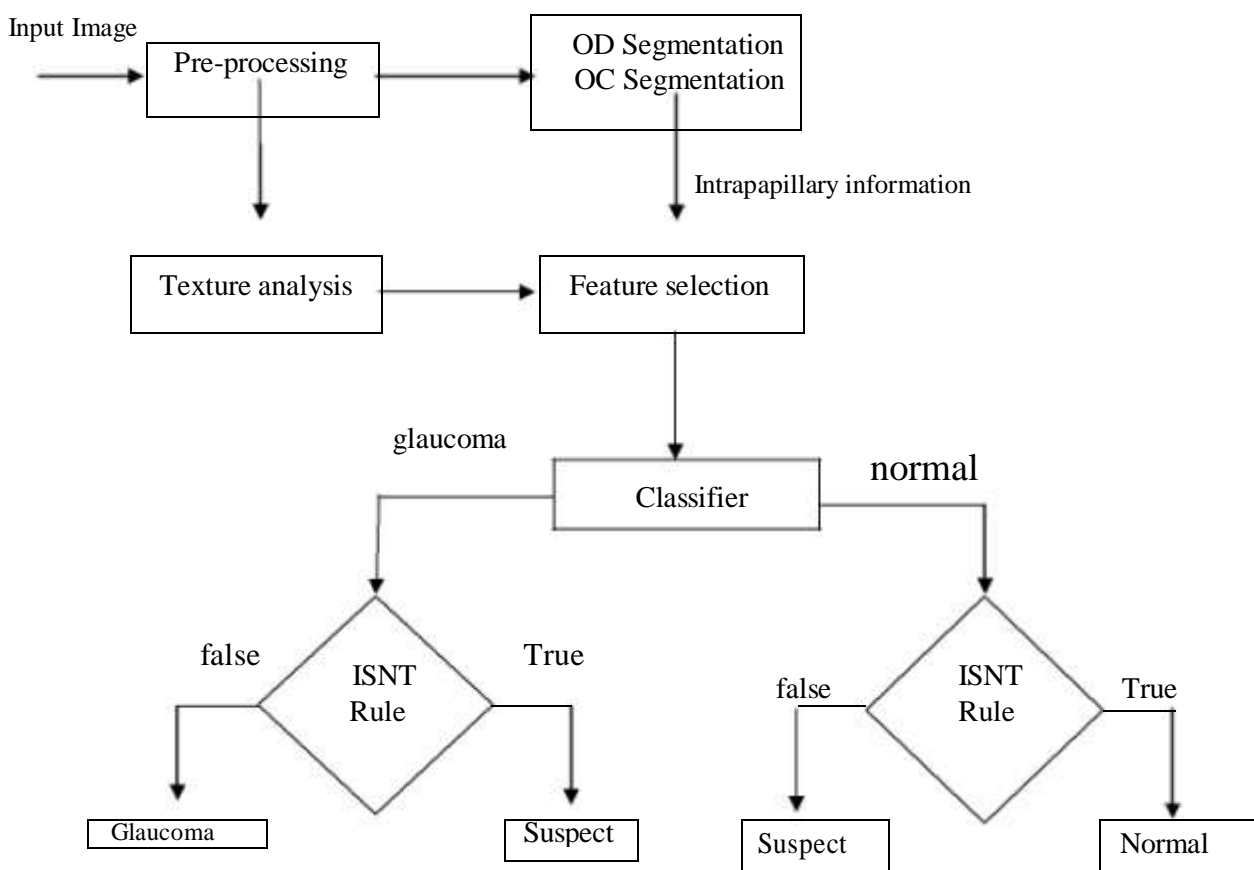 Input Image
Pre-processing
OD Segmentation
OC Segmentation
Intrapapillary information
Texture analysis
Feature selection
glaucoma
Classifier
normal
false
ISNT
Rule
True
false
ISNT
Rule
True
Glaucoma
Suspect
Suspect
Normal